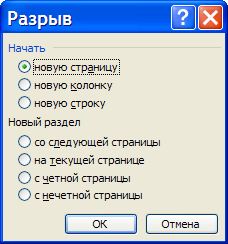 Разрыв
Начать
новую страницу
новую колонку
новую строку
Новый раздел
со следующей страницы
на текущей странице
с четной страницы
с нечетной страницы
ОК Отмена